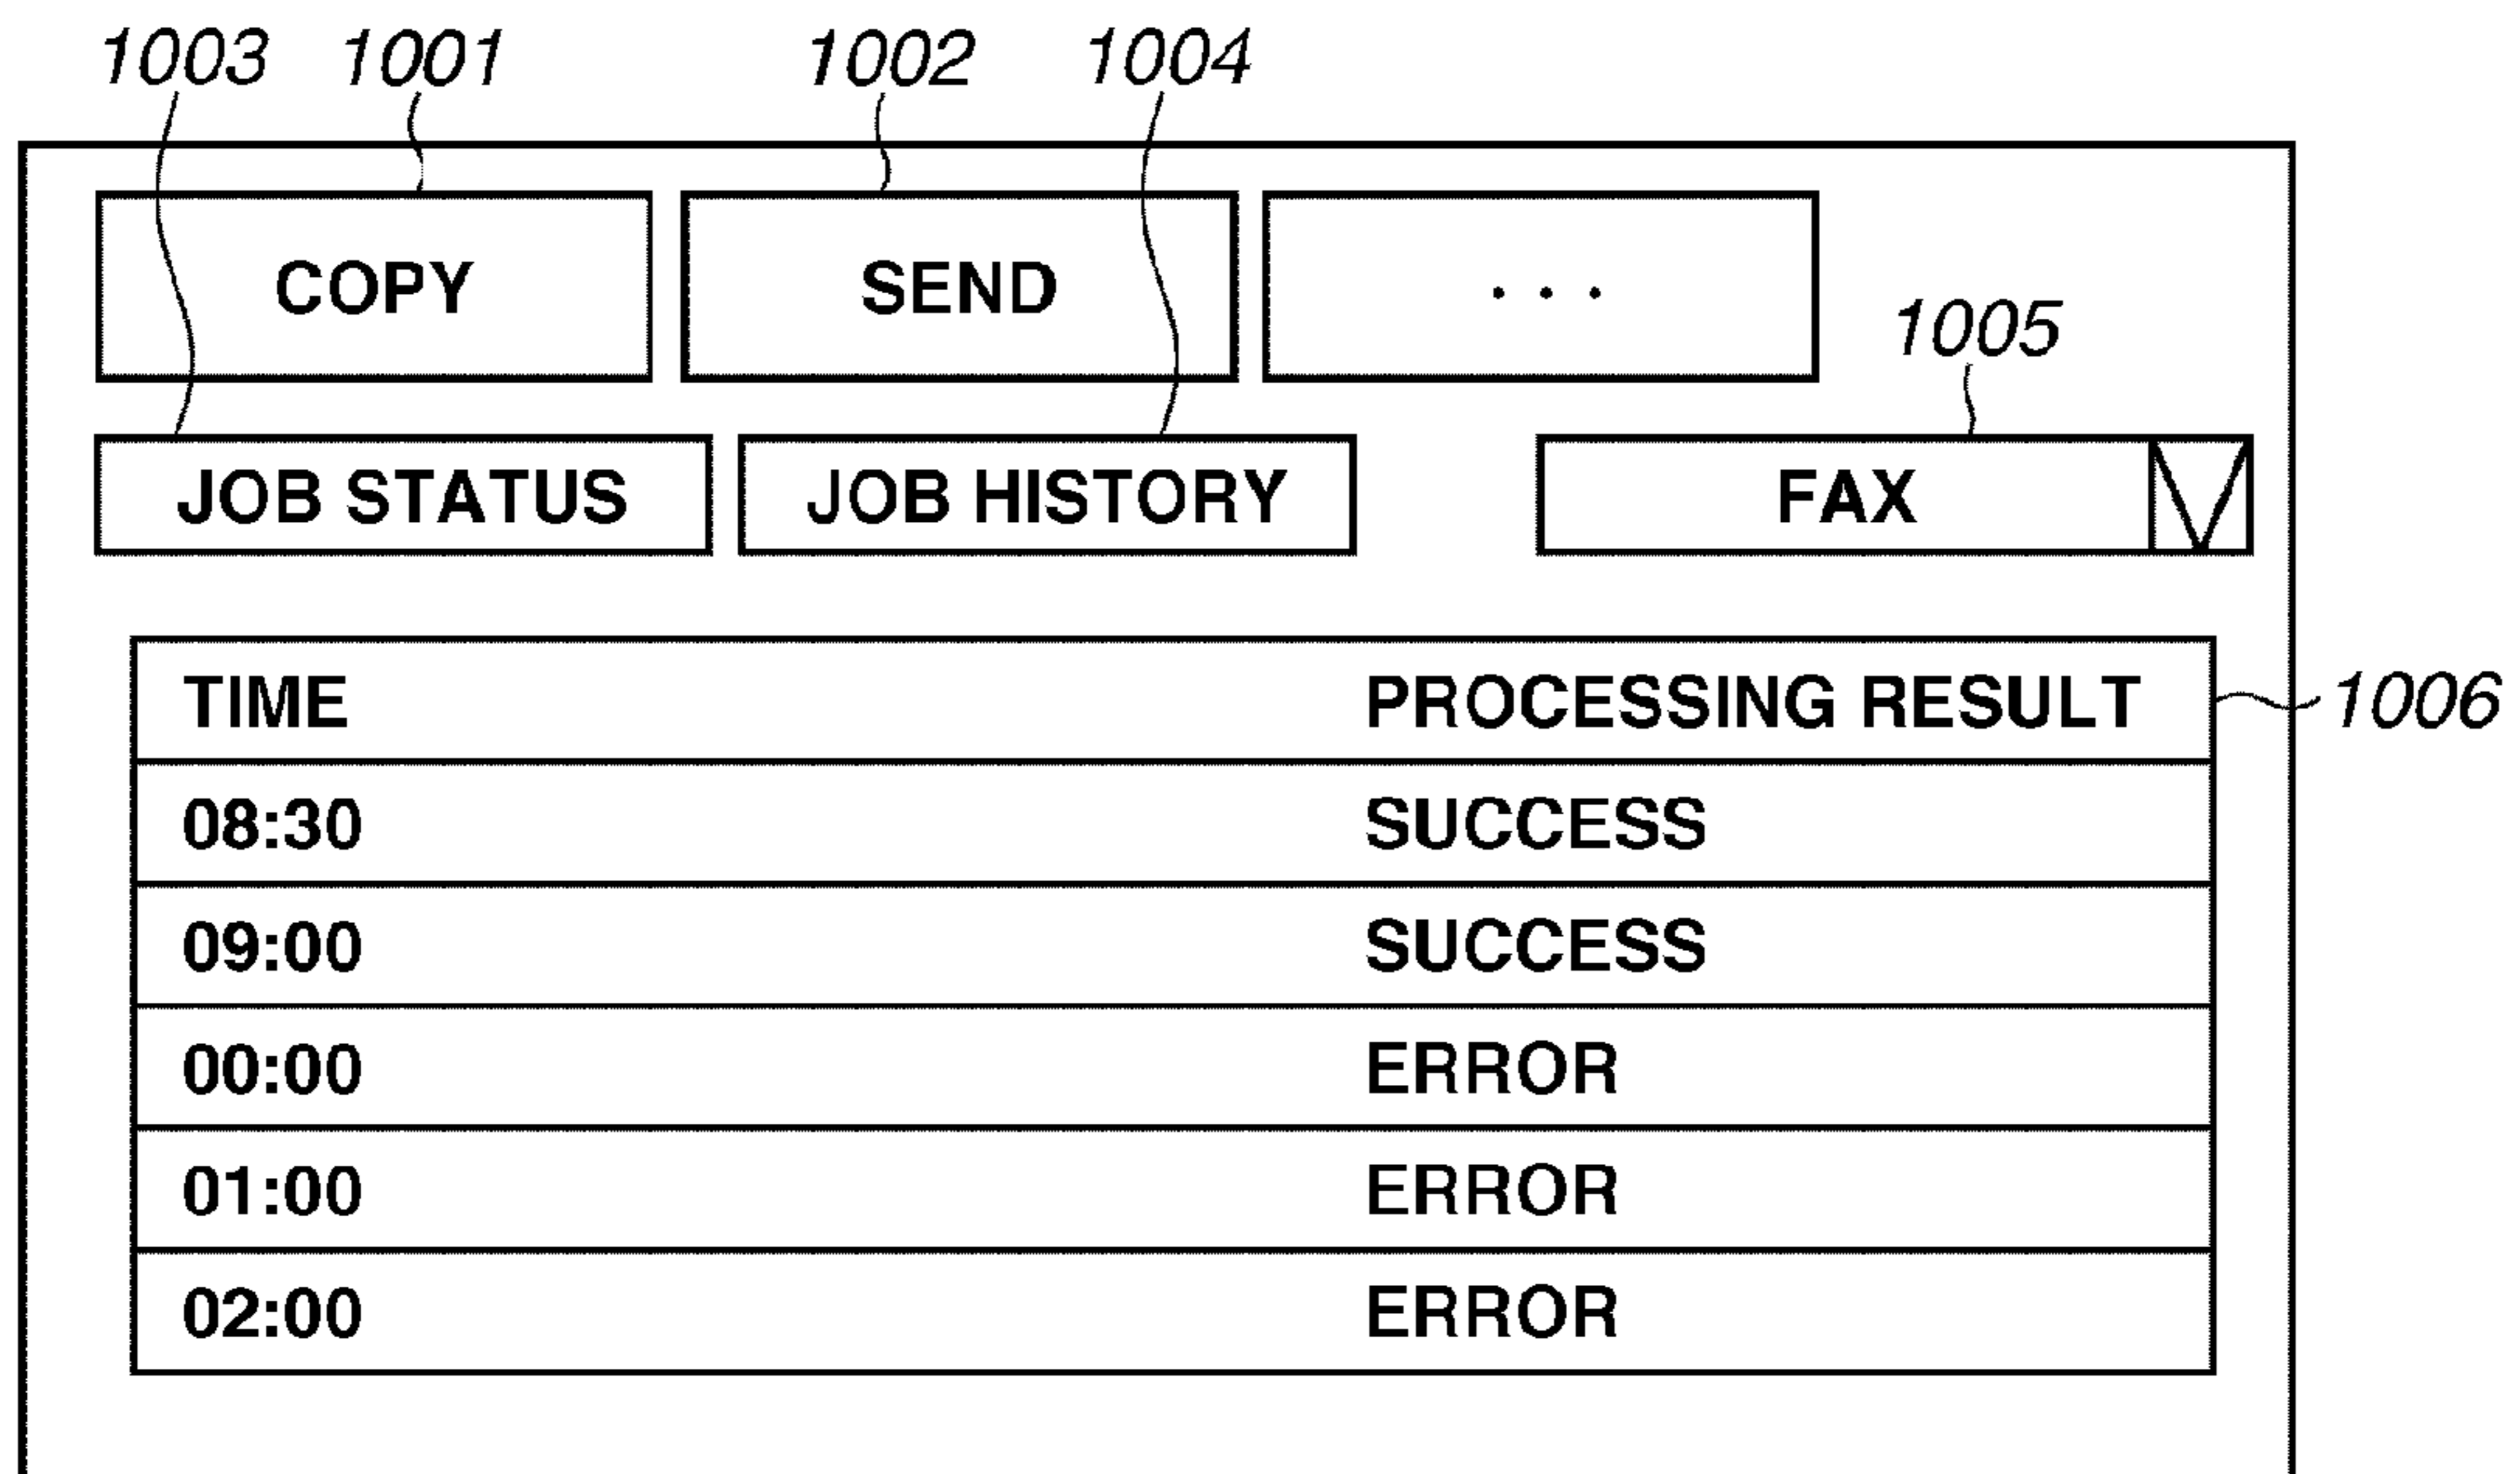 1003 1001 1002 1004
COPY SEND ...
1005
JOB STATUS JOB HISTORY FAX
TIME PROCESSING RESULT 1006
08:30 SUCCESS
09:00 SUCCESS
00:00 ERROR
01:00 ERROR
02:00 ERROR